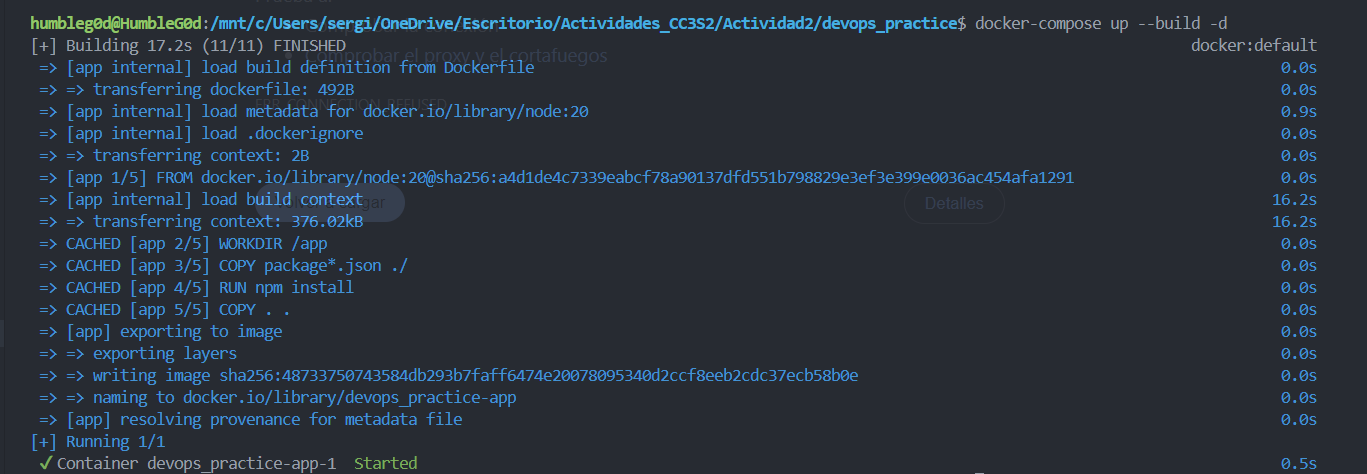 humbleg0d@HumbleG0d:/mnt/c/Users/sergi/OneDrive/Escritorio/Actividades_CC3S2/Actividad2/devops_practice$ docker-compose up --build -d
[+] Building 17.2s (11/11) FINISHED docker:default
Comprobar el proxy y el cortafuegos
=> [app internal] load build definition from Dockerfile 0.0s
=> => transferring dockerfile: 492B 0.0s
ERR_CONNECTION_REFUSED
=> [app internal] load metadata for docker.io/library/node:20 0.9s
=> [app internal] load .dockerignore 0.0s
=> => transferring context: 2B 0.0s
=> [app 1/5] FROM docker.io/library/node:20@sha256:a4d1de4c7339eabcf78a90137dfd551b798829e3ef3e399e0036ac454afa1291 0.0s
=> [app internal] load build context 16.2s
Detalles
=> => transferring context: 376.02kB 16.2s
=> CACHED [app 2/5] WORKDIR /app 0.0s
=> CACHED [app 3/5] COPY package*.json ./ 0.0s
=> CACHED [app 4/5] RUN npm install 0.0s
=> CACHED [app 5/5] COPY . . 0.0s
=> [app] exporting to image 0.0s
=> => exporting layers 0.0s
=> => writing image sha256:48733750743584db293b7faff6474e20078095340d2ccf8eeb2cdc37ecb58b0e 0.0s
=> => naming to docker.io/library/devops_practice-app 0.0s
=> [app] resolving provenance for metadata file 0.0s
[+] Running 1/1
✔ Container devops_practice-app-1 Started 0.5s